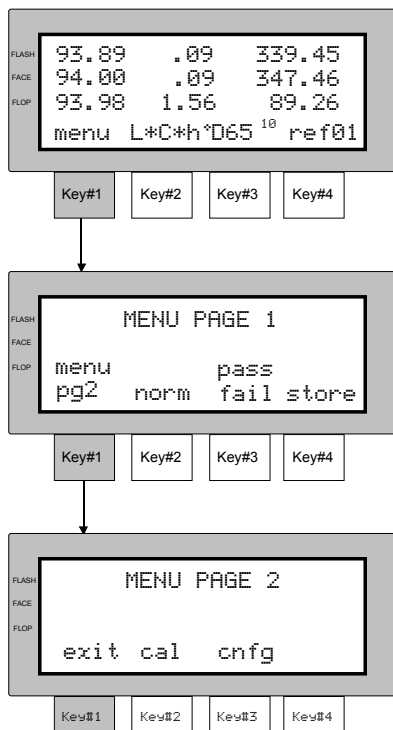 FLASH 93.89 .09 339.45
FACE 94.00 .09 347.46
FLOP 93.98 1.56 89.26
menu L*C*h°D65 10 ref01
Key#1 Key#2 Key#3 Key#4
FLASH MENU PAGE 1
FACE
FLOP menu pass
pg2 norm fail store
Key#1 Key#2 Key#3 Key#4
FLASH MENU PAGE 2
FACE
FLOP
exit cal cnfg
Key#1 Key#2 Key#3 Key#4